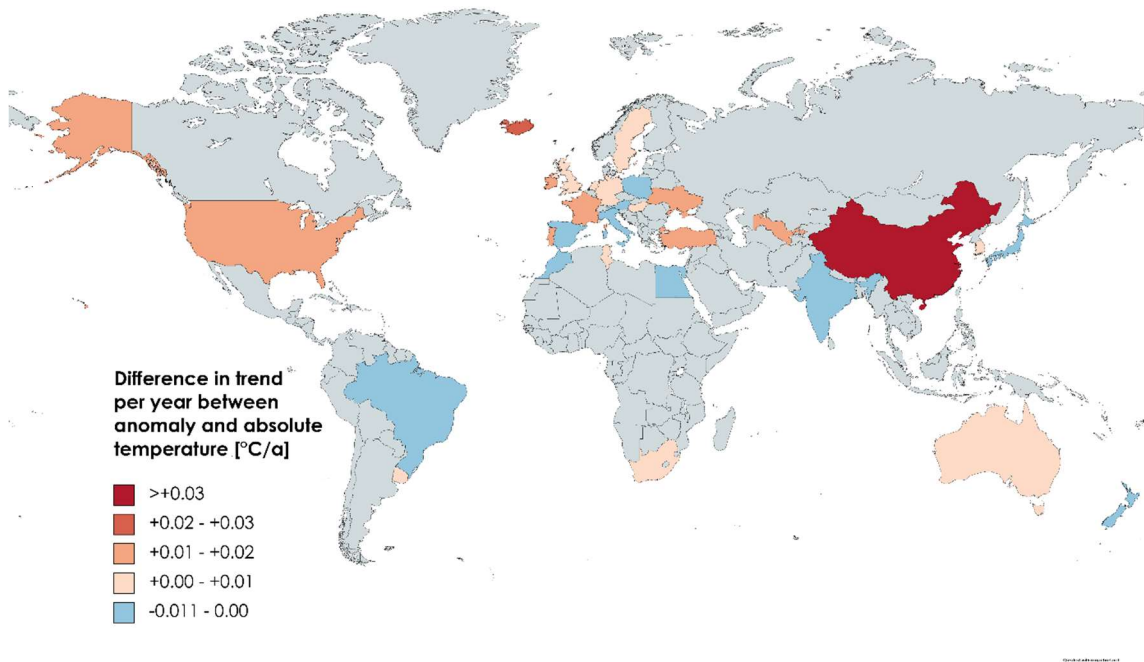 Difference in trend
per year between
anomaly and absolute
temperature [°C/a]
>+0.03
+0.02 - +0.03
+0.01 - +0.02
+0.00 - +0.01
-0.011 - 0.00